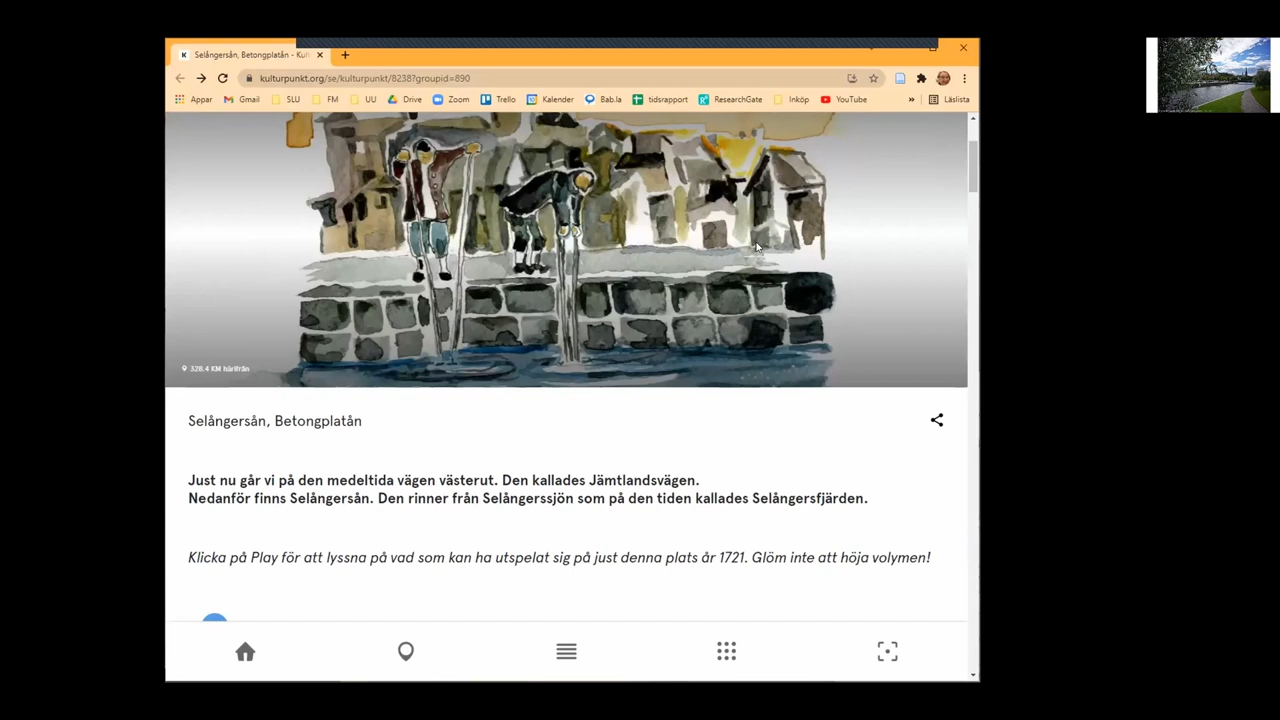 K Selångersån, Betongplatån - Kult
kulturpunkt.org/se/kulturpunkt/8238?groupid=890
Appar Gmail SLU FM UU Drive Zoom Trello Kalender Bab.la tidsrapport ResearchGate Inköp YouTube » Läslista
328.4 KM härifrån
Selångersån, Betongplatån
Just nu går vi på den medeltida vägen västerut. Den kallades Jämtlandsvägen.
Nedanför finns Selångersån. Den rinner från Selångerssjön som på den tiden kallades Selångersfjärden.
Klicka på Play för att lyssna på vad som kan ha utspelat sig på just denna plats år 1721. Glöm inte att höja volymen!